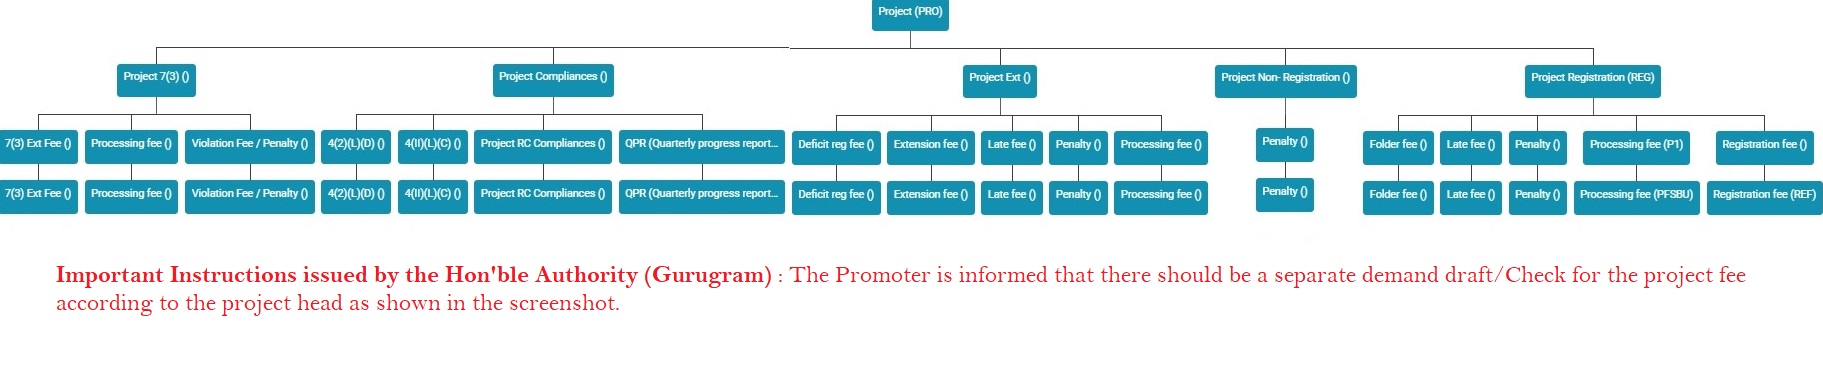 Project (PRO)
Project 7(3) ()
Project Compliances ()
Project Ext ()
Project Non- Registration ()
Project Registration (REG)
7(3) Ext Fee ()
Processing fee ()
Violation Fee / Penalty ()
4(2)(L)(D) ()
4(II)(L)(C) ()
Project RC Compliances ()
QPR (Quarterly progress report...
Deficit reg fee ()
Extension fee ()
Late fee ()
Penalty ()
Processing fee ()
Penalty ()
Folder fee ()
Late fee ()
Penalty ()
Processing fee (P1)
Registration fee ()
7(3) Ext Fee ()
Processing fee ()
Violation Fee / Penalty ()
4(2)(L)(D) ()
4(II)(L)(C) ()
Project RC Compliances ()
QPR (Quarterly progress report...
Deficit reg fee ()
Extension fee ()
Late fee ()
Penalty ()
Processing fee ()
Penalty ()
Folder fee ()
Late fee ()
Penalty ()
Processing fee (PFSBU)
Registration fee (REF)
Important Instructions issued by the Hon'ble Authority (Gurugram) : The Promoter is informed that there should be a separate demand draft/Check for the project fee
according to the project head as shown in the screenshot.